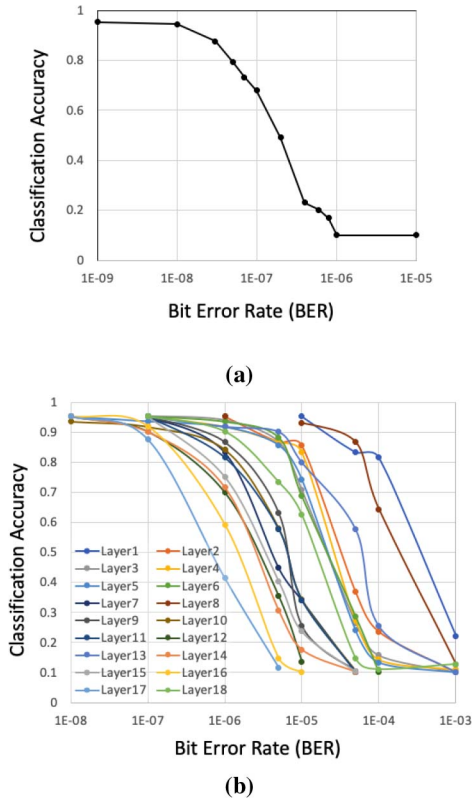 1
0.8
0.6
0.4
0.2
0
Classification Accuracy
1E-09 1E-08 1E-07 1E-06 1E-05
Bit Error Rate (BER)
(a)
1
0.9
0.8
0.7
0.6
0.5
0.4
0.3
0.2
0.1
0
Classification Accuracy
Layer1 Layer2
Layer3 Layer4
Layer5 Layer6
Layer7 Layer8
Layer9 Layer10
Layer11 Layer12
Layer13 Layer14
Layer15 Layer16
Layer17 Layer18
1E-08 1E-07 1E-06 1E-05 1E-04 1E-03
Bit Error Rate (BER)
(b)